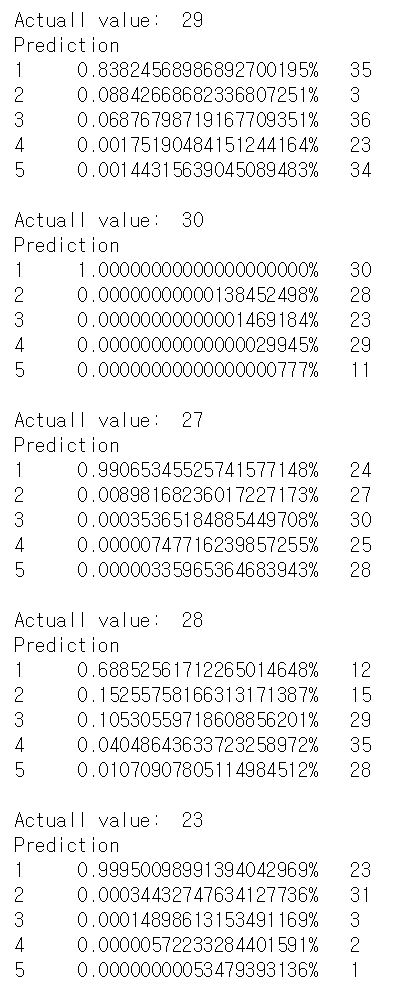 Actuall value:  29
Prediction
1    0.83824568986892700195%    35
2    0.08842668682336807251%    3
3    0.06876798719167709351%    36
4    0.00175190484151244164%    23
5    0.00144315639045089483%    34
Actuall value:  30
Prediction
1    1.00000000000000000000%    30
2    0.00000000000138452498%    28
3    0.00000000000001469184%    23
4    0.00000000000000029945%    29
5    0.00000000000000000777%    11
Actuall value:  27
Prediction
1    0.99065345525741577148%    24
2    0.00898168236017227173%    27
3    0.00035365184885449708%    30
4    0.00000747716239857255%    25
5    0.00000335965364683943%    28
Actuall value:  28
Prediction
1    0.68852561712265014648%    12
2    0.15255758166313171387%    15
3    0.10530559718608856201%    29
4    0.04048643633723258972%    35
5    0.01070907805114984512%    28
Actuall value:  23
Prediction
1    0.99950098991394042969%    23
2    0.00034432747634127736%    31
3    0.00014898613153491169%    3
4    0.00000572233284401591%    2
5    0.00000000053479393136%    1